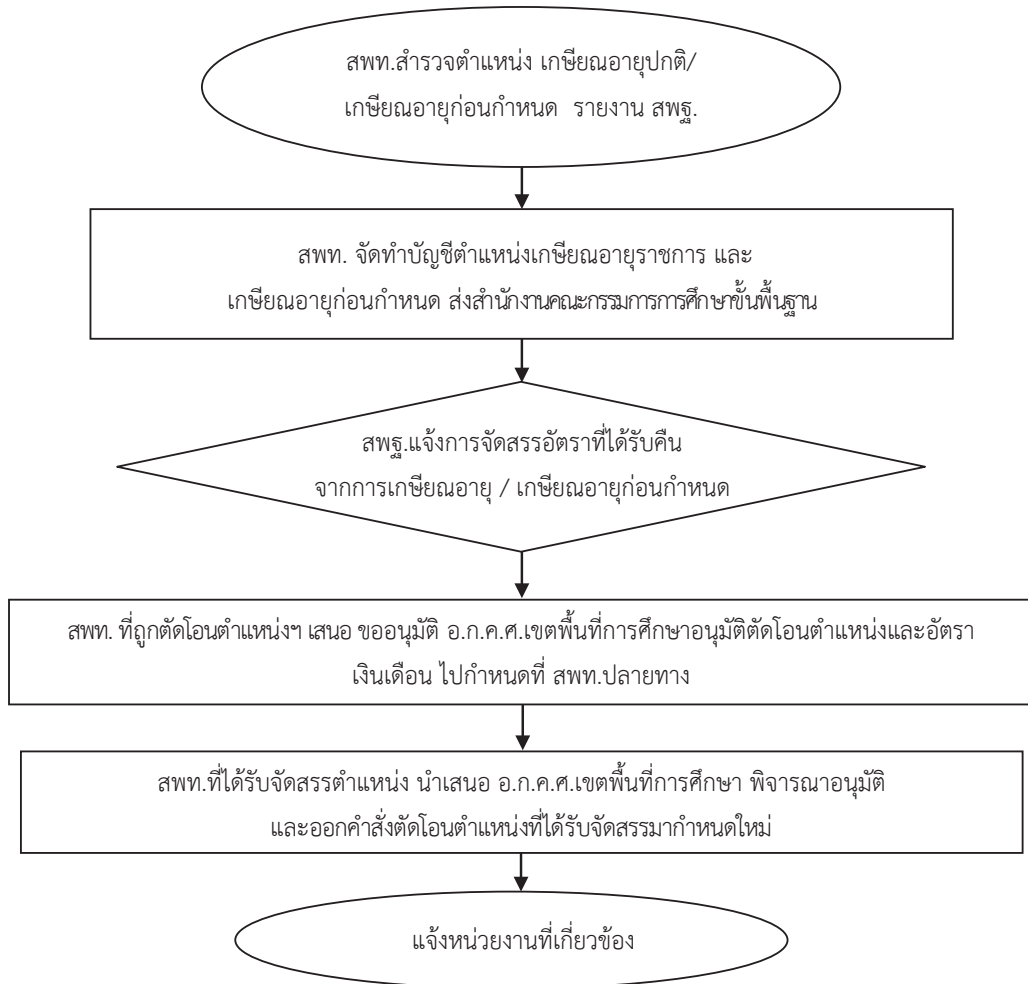 สพท.สำรวจตำแหน่ง เกษียณอายุปกติ/
เกษียณอายุก่อนกำหนด รายงาน สพฐ.
สพท. จัดทำบัญชีตำแหน่งเกษียณอายุราชการ และ
เกษียณอายุก่อนกำหนด ส่งสำนักงานคณะกรรมการการศึกษาขั้นพื้นฐาน
สพฐ.แจ้งการจัดสรรอัตราที่ได้รับคืน
จากการเกษียณอายุ / เกษียณอายุก่อนกำหนด
สพท. ที่ถูกตัดโอนตำแหน่งฯ เสนอ ขออนุมัติ อ.ก.ค.ศ.เขตพื้นที่การศึกษาอนุมัติตัดโอนตำแหน่งและอัตรา
เงินเดือน ไปกำหนดที่ สพท.ปลายทาง
สพท.ที่ได้รับจัดสรรตำแหน่ง นำเสนอ อ.ก.ค.ศ.เขตพื้นที่การศึกษา พิจารณาอนุมัติ
และออกคำสั่งตัดโอนตำแหน่งที่ได้รับจัดสรรมากำหนดใหม่
แจ้งหน่วยงานที่เกี่ยวข้อง